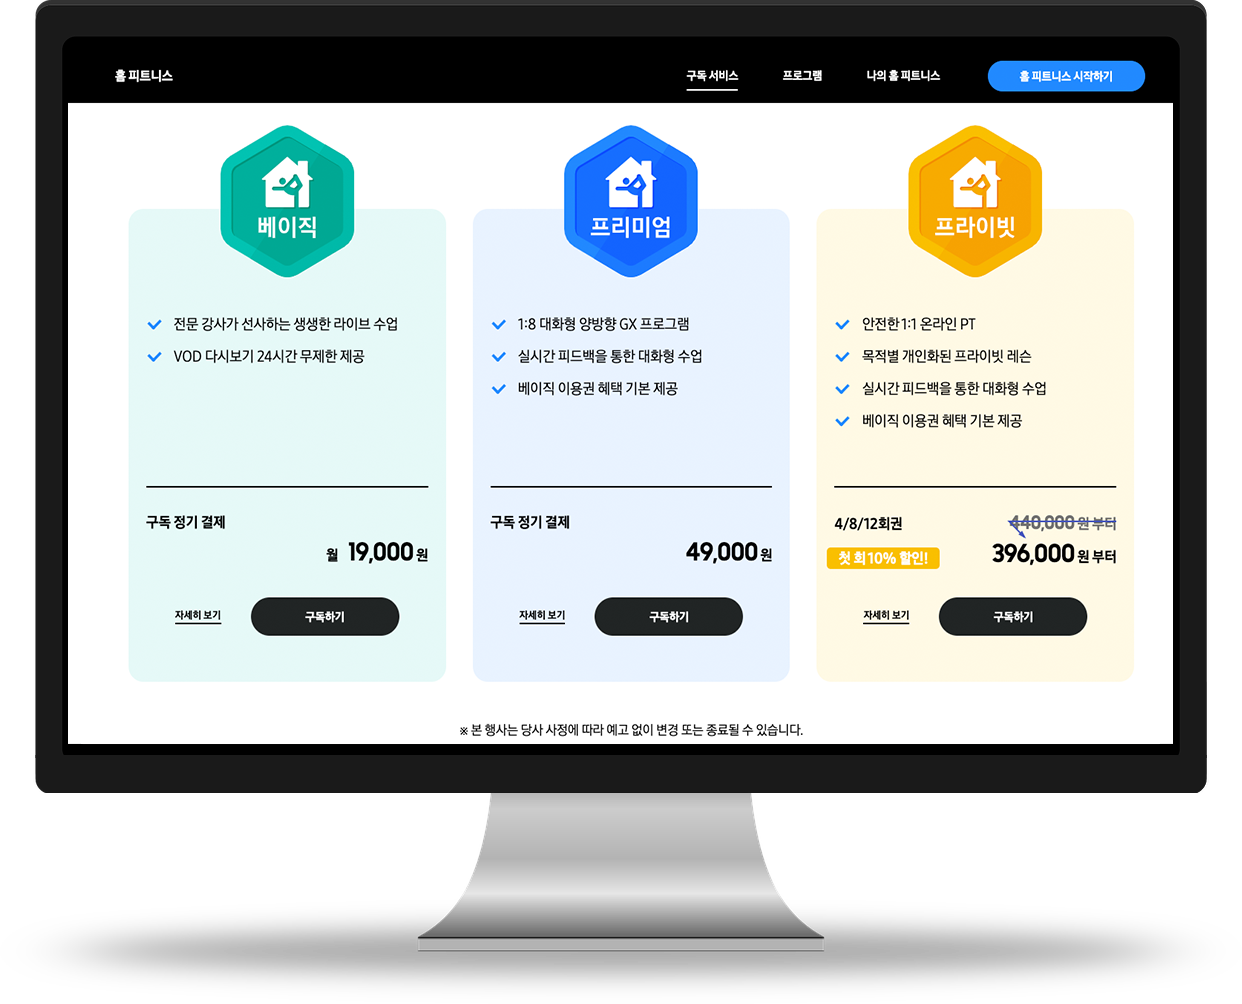 홈 피트니스
구독 서비스
프로그램
나의 홈 피트니스
홈 피트니스 시작하기
베이직
전문 강사가 선사하는 생생한 라이브 수업
VOD 다시보기 24시간 무제한 제공
구독 정기 결제
월 19,000 원
자세히 보기
구독하기
프리미엄
1:8 대화형 양방향 GX 프로그램
실시간 피드백을 통한 대화형 수업
베이직 이용권 혜택 기본 제공
구독 정기 결제
49,000 원
자세히 보기
구독하기
프라이빗
안전한 1:1 온라인 PT
목적별 개인화된 프라이빗 레슨
실시간 피드백을 통한 대화형 수업
베이직 이용권 혜택 기본 제공
4/8/12회권
440,000 원 부터
첫 회 10% 할인!
396,000 원 부터
자세히 보기
구독하기
※ 본 행사는 당사 사정에 따라 예고 없이 변경 또는 종료될 수 있습니다.